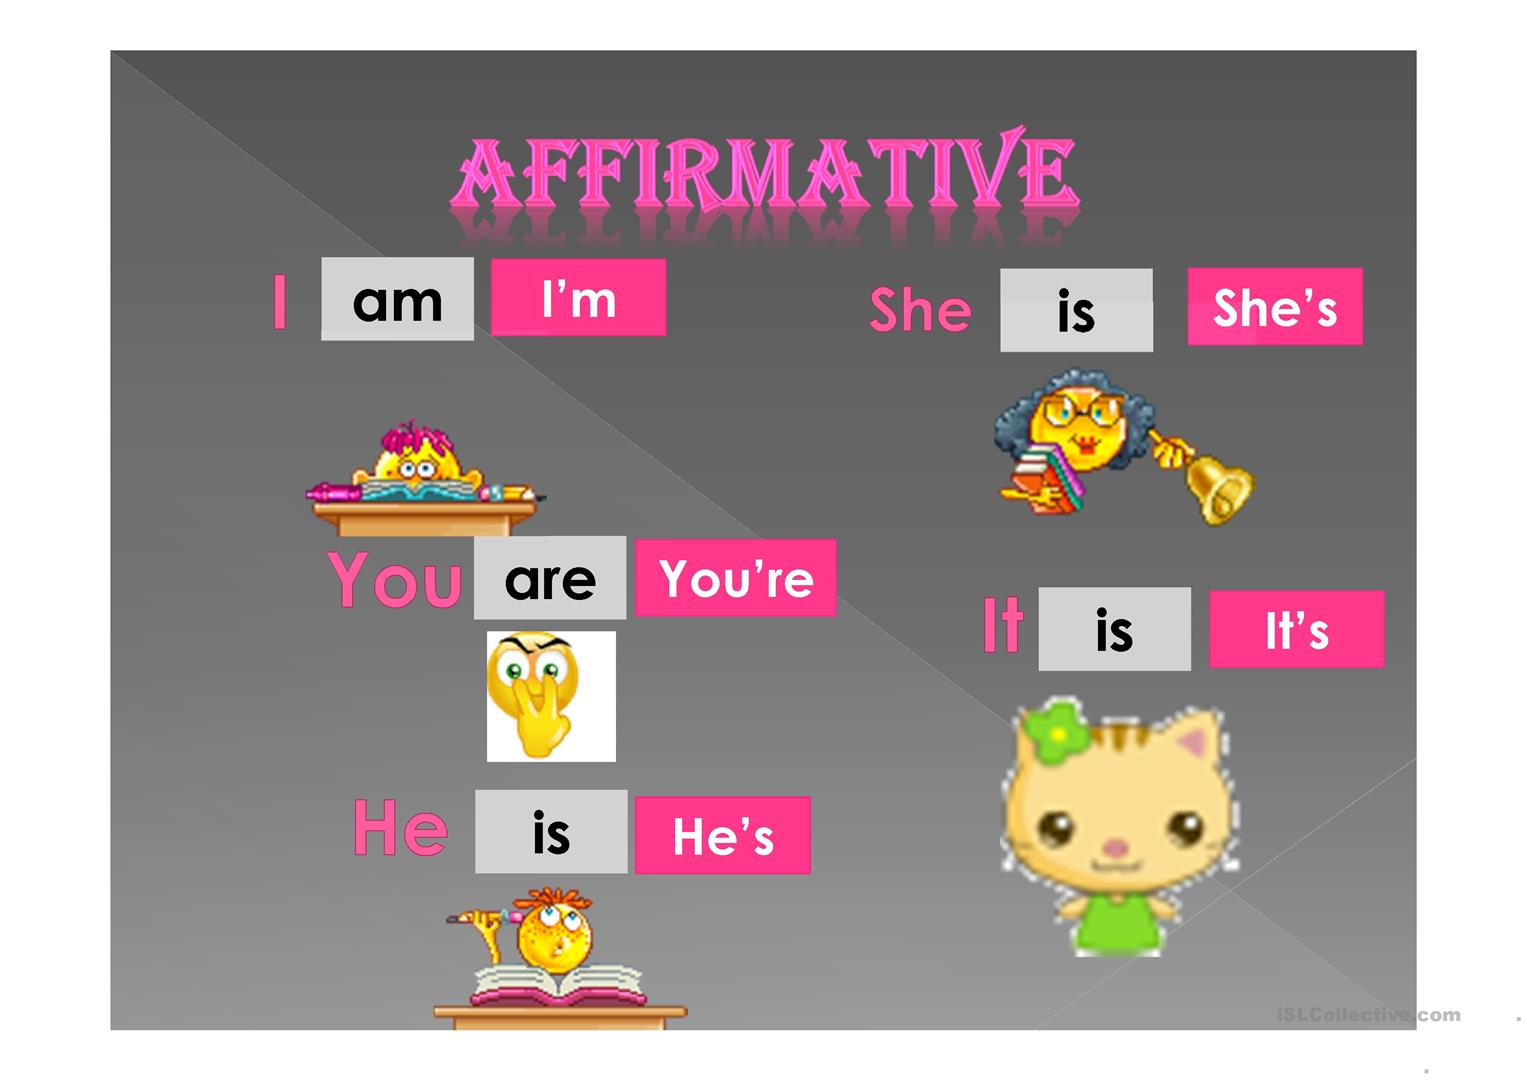 AFFIRMATIVE
I am I’m
She is She’s
You are You’re
It is It’s
He is He’s
iSLCollective.com